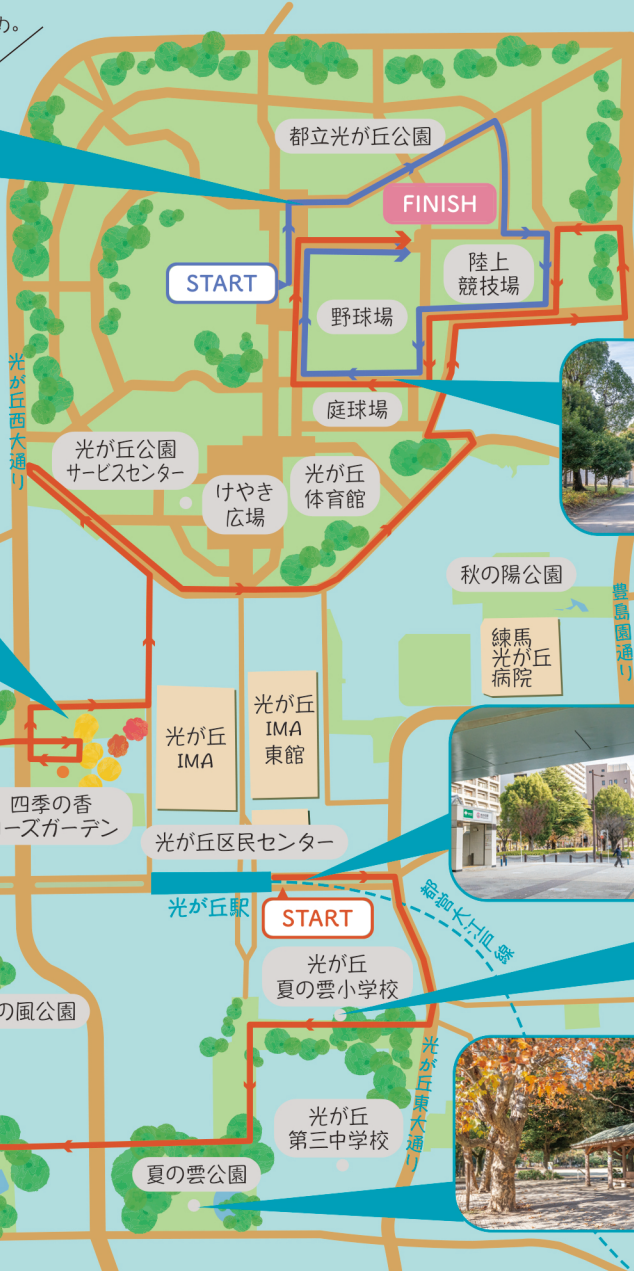 め。
都立光が丘公園
FINISH
START
陸上
競技場
野球場
光が丘西大通り
庭球場
光が丘公園
サービスセンター
けやき
広場
光が丘
体育館
秋の陽公園
豊島園通り
練馬
光が丘
病院
光が丘
IMA
光が丘
IMA
東館
四季の香
ーズガーデン
光が丘区民センター
光が丘駅
START
都営大江戸線
光が丘
夏の雲小学校
の風公園
光が丘東大通り
光が丘
第三中学校
夏の雲公園